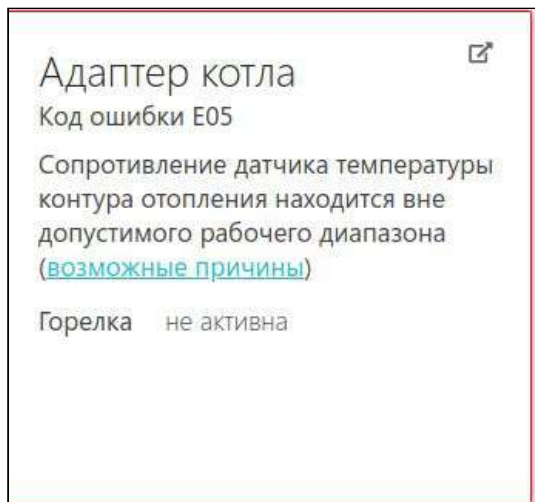 Адаптер котла
Код ошибки E05
Сопротивление датчика температуры
контура отопления находится вне
допустимого рабочего диапазона
(возможные причины)
Горелка не активна